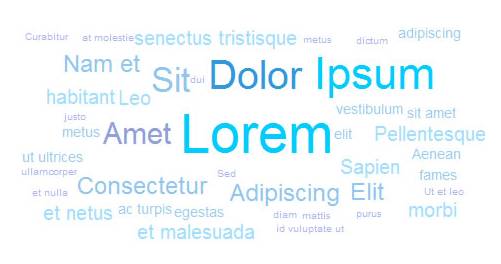 Curabitur at molestie senectus tristisque metus dictum adipiscing
Nam et Sit dui Dolor Ipsum
habitant Leo vestibulum sit amet
justo
metus Amet Lorem elit Pellentesque
ut ultrices Sapien Aenean
ullamcorper Sed fames
et nulla Consectetur Adipiscing Elit Ut et leo
et netus ac turpis egestas diam mattis purus morbi
et malesuada id vuluptate ut